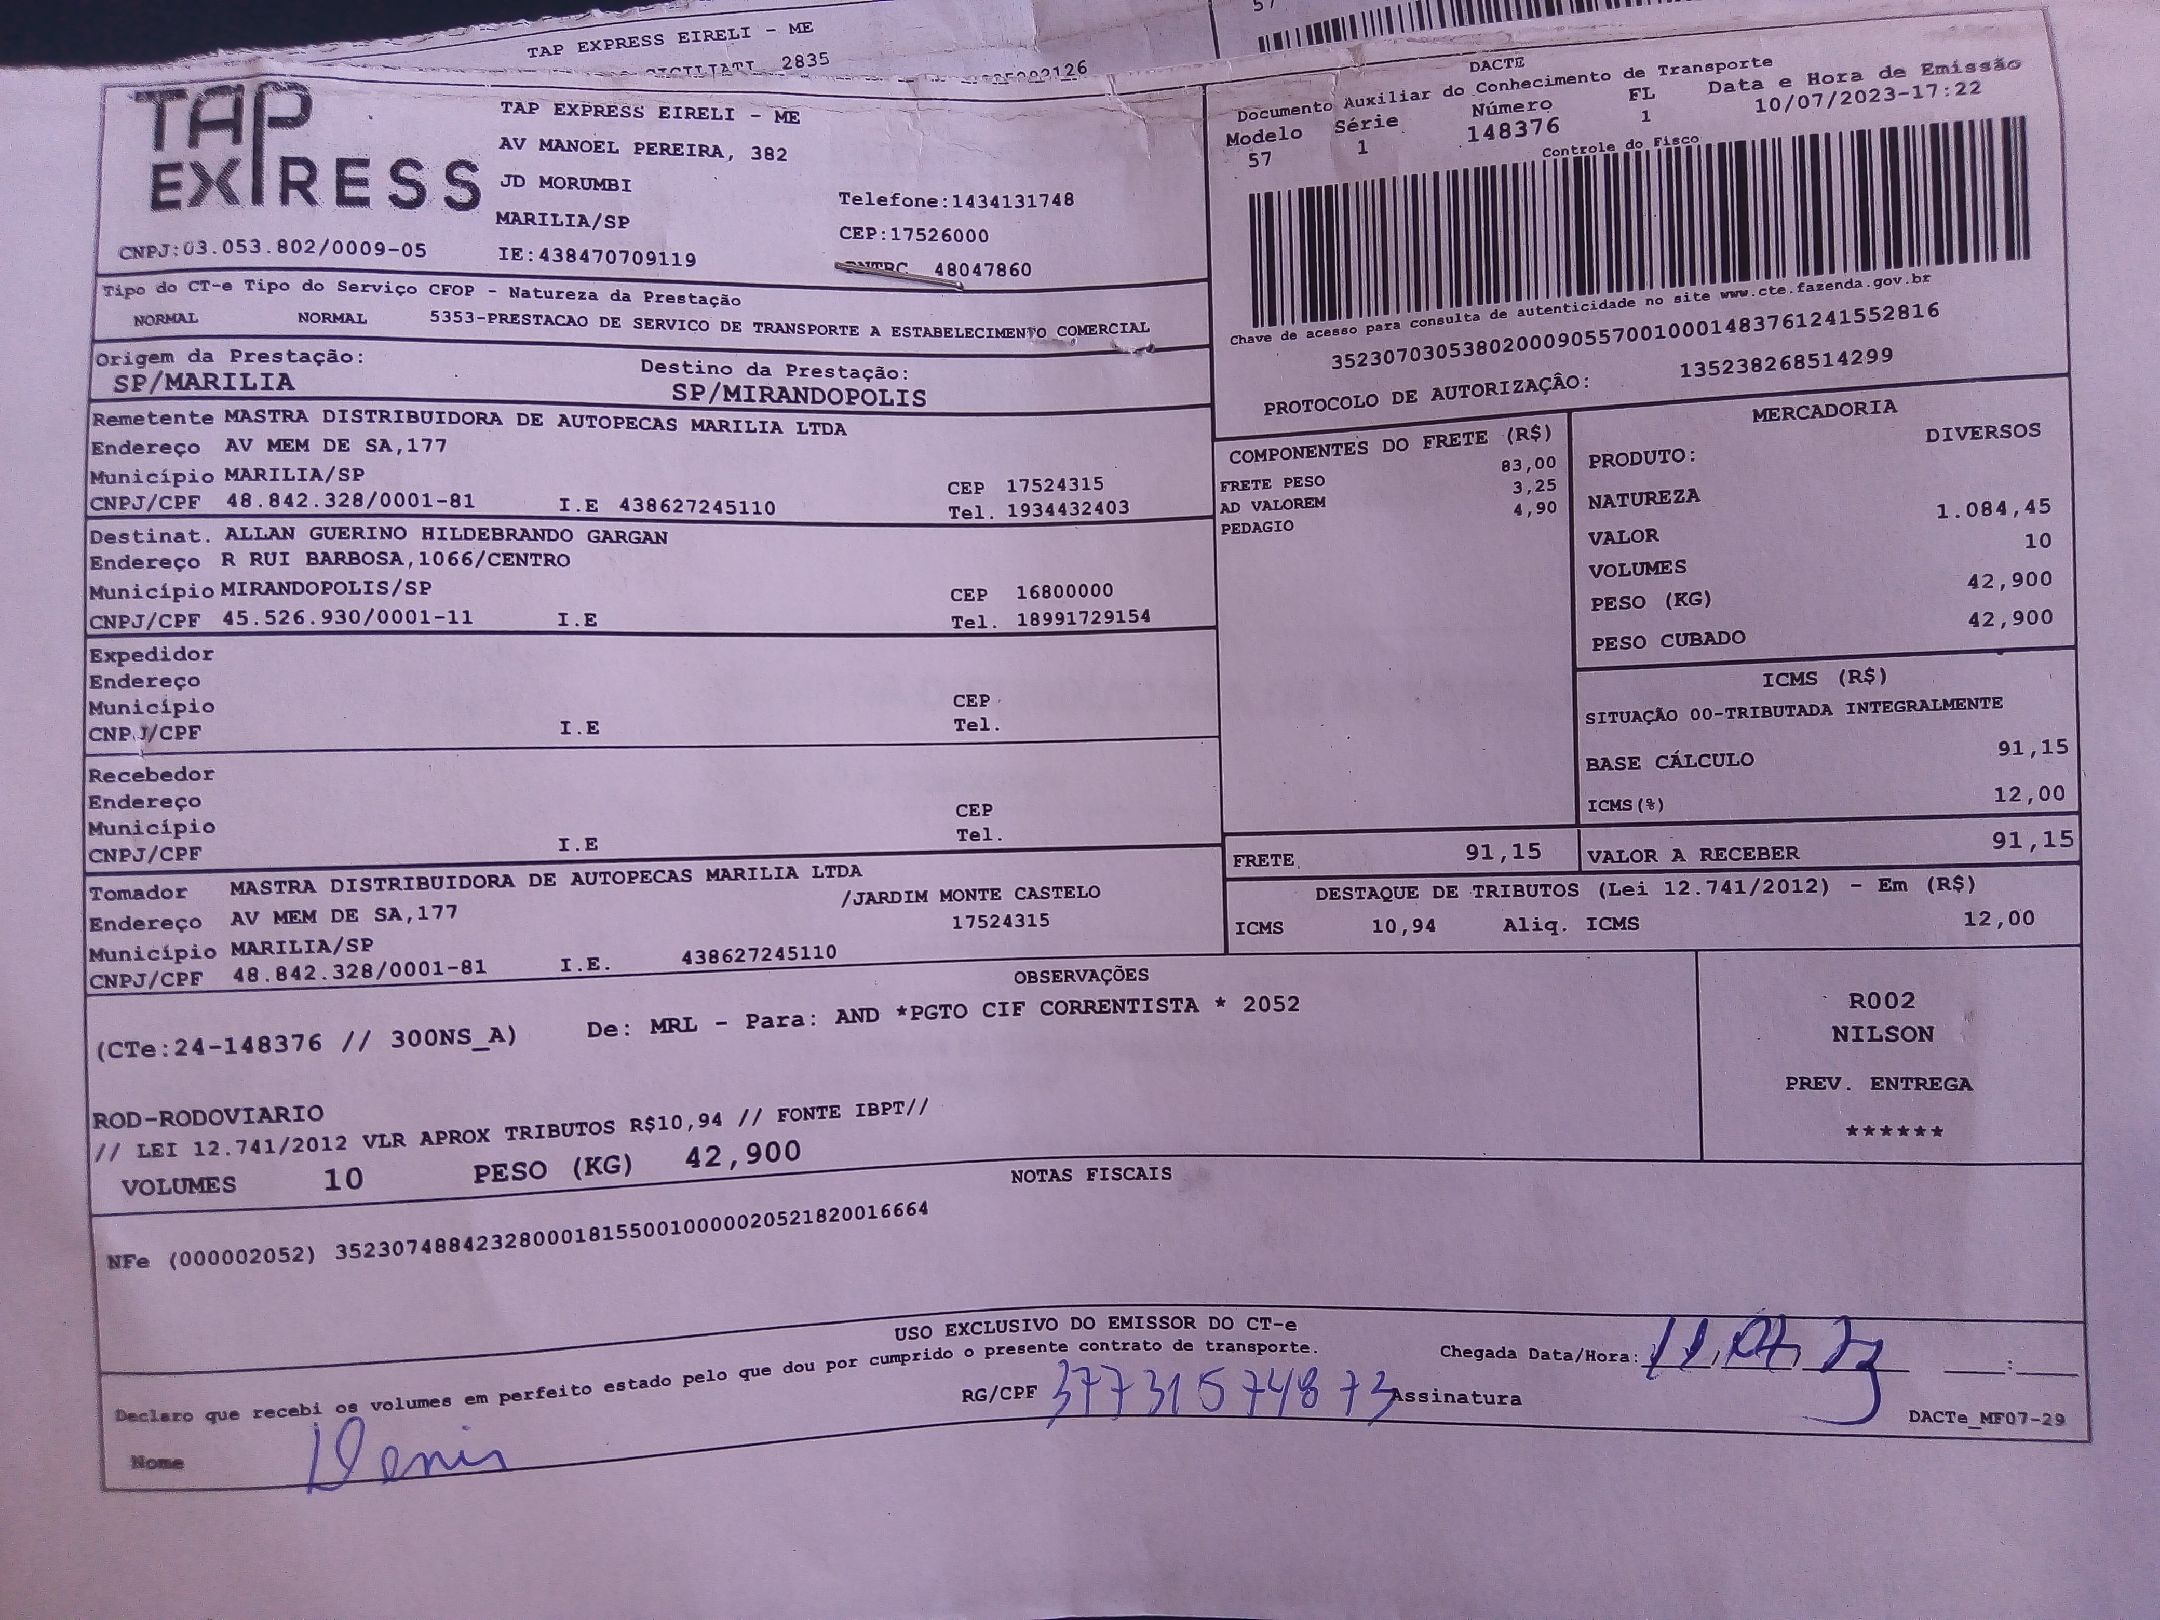 TAP EXPRESS EIRELI - ME
2835
57
TAP EXPRESS
TAP EXPRESS EIRELI - ME
AV MANOEL PEREIRA, 382
JD MORUMBI
MARILIA/SP
Telefone:1434131748
CEP:17526000
CNPJ:03.053.802/0009-05
IE:438470709119
48047860
DACTE
Documento Auxiliar do Conhecimento de Transporte
Modelo Série Número FL Data e Hora de Emissão
57 1 148376 1 10/07/2023-17:22
Controle do Fisco
Chave de acesso para consulta de autenticidade no site www.cte.fazenda.gov.br
35230703053802000905570010001483761241552816
PROTOCOLO DE AUTORIZAÇÃO: 135238268514299
Tipo do CT-e Tipo do Serviço CFOP - Natureza da Prestação
NORMAL NORMAL 5353-PRESTACAO DE SERVICO DE TRANSPORTE A ESTABELECIMENTO COMERCIAL
Origem da Prestação: Destino da Prestação:
SP/MARILIA SP/MIRANDOPOLIS
Remetente MASTRA DISTRIBUIDORA DE AUTOPECAS MARILIA LTDA
Endereço AV MEM DE SA,177
Município MARILIA/SP CEP 17524315
CNPJ/CPF 48.842.328/0001-81 I.E 438627245110 Tel. 1934432403
Destinat. ALLAN GUERINO HILDEBRANDO GARGAN
Endereço R RUI BARBOSA,1066/CENTRO
Município MIRANDOPOLIS/SP CEP 16800000
CNPJ/CPF 45.526.930/0001-11 I.E Tel. 18991729154
Expedidor
Endereço
Município CEP
CNPJ/CPF I.E Tel.
Recebedor
Endereço
Município CEP
CNPJ/CPF I.E Tel.
Tomador MASTRA DISTRIBUIDORA DE AUTOPECAS MARILIA LTDA
Endereço AV MEM DE SA,177 /JARDIM MONTE CASTELO
Município MARILIA/SP 17524315
CNPJ/CPF 48.842.328/0001-81 I.E. 438627245110
COMPONENTES DO FRETE (R$)
FRETE PESO 83,00
AD VALOREM 3,25
PEDAGIO 4,90
MERCADORIA
PRODUTO: DIVERSOS
NATUREZA
VALOR 1.084,45
VOLUMES 10
PESO (KG) 42,900
PESO CUBADO 42,900
ICMS (R$)
SITUAÇÃO 00-TRIBUTADA INTEGRALMENTE
BASE CÁLCULO 91,15
ICMS(%) 12,00
FRETE 91,15 VALOR A RECEBER 91,15
DESTAQUE DE TRIBUTOS (Lei 12.741/2012) - Em (R$)
ICMS 10,94 Aliq. ICMS 12,00
OBSERVAÇÕES
(CTe:24-148376 // 300NS_A) De: MRL - Para: AND *PGTO CIF CORRENTISTA * 2052
R002
NILSON
PREV. ENTREGA
******
ROD-RODOVIARIO
// LEI 12.741/2012 VLR APROX TRIBUTOS R$10,94 // FONTE IBPT//
VOLUMES 10 PESO (KG) 42,900
NOTAS FISCAIS
NFe (000002052) 35230748842328000181550010000020521820016664
USO EXCLUSIVO DO EMISSOR DO CT-e
Declaro que recebi os volumes em perfeito estado pelo que dou por cumprido o presente contrato de transporte.
Chegada Data/Hora: 11,07,23 __:__
Nome Denis RG/CPF 37731574873 Assinatura
DACTe_MF07-29